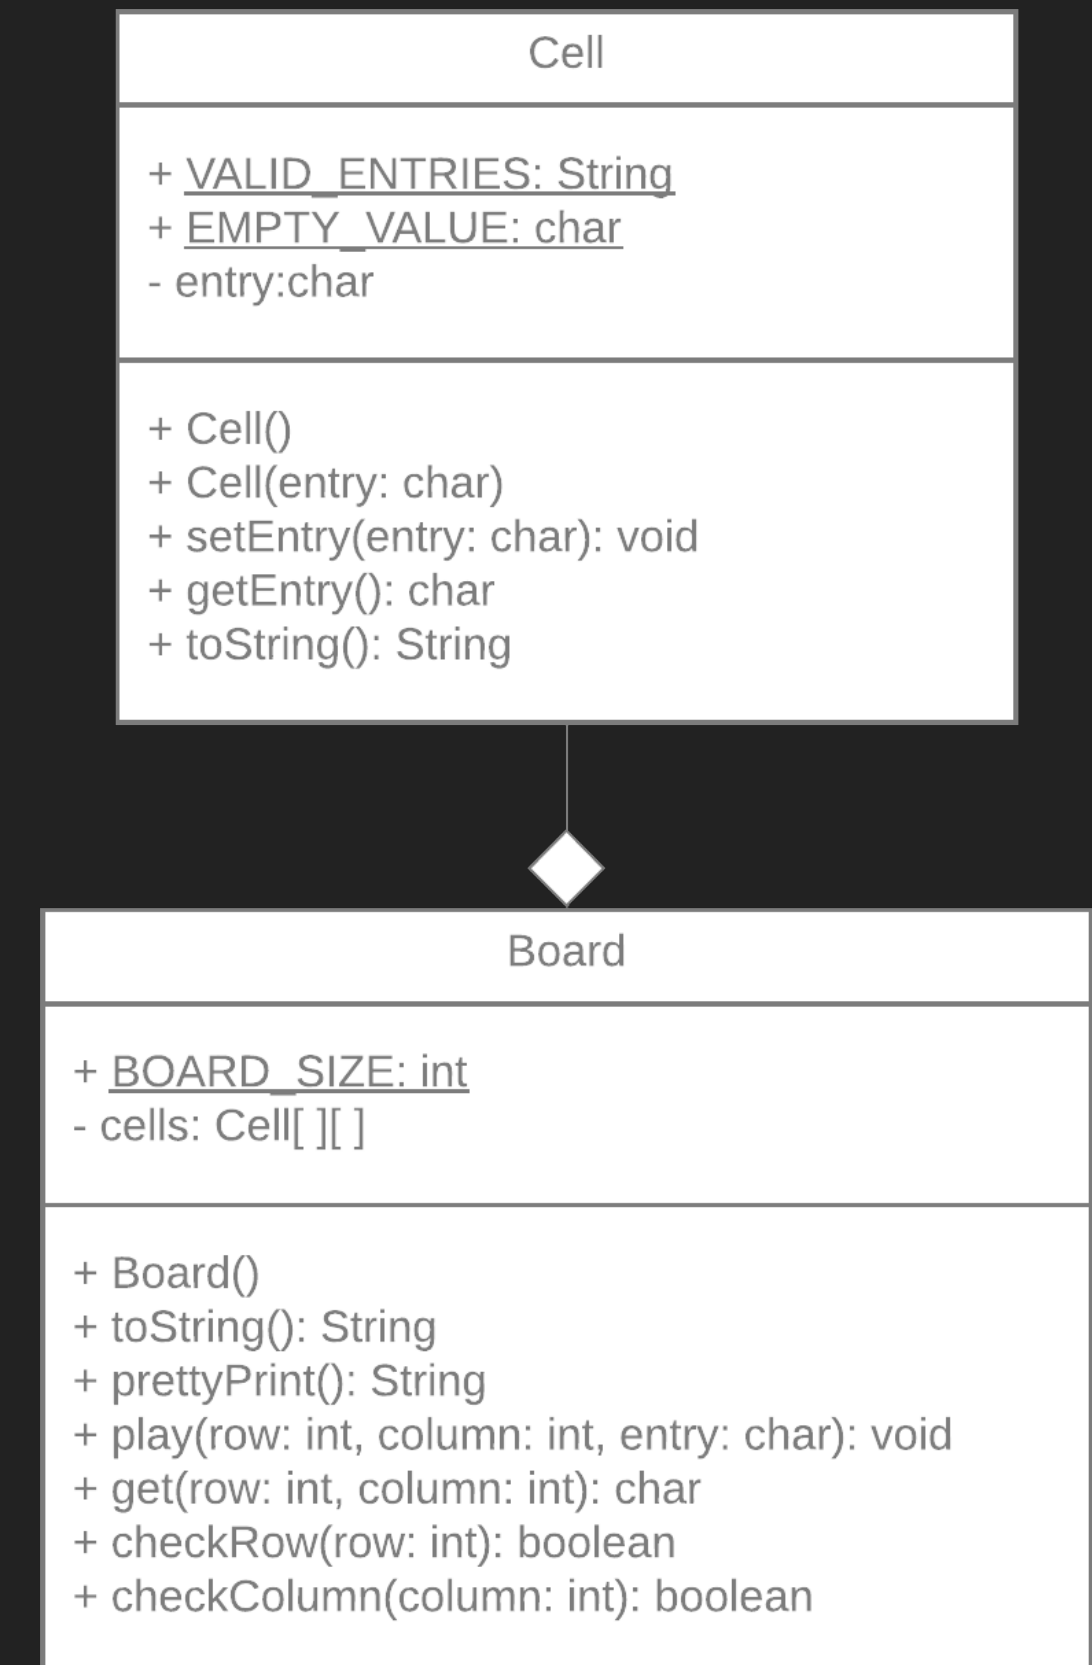 Cell
+ VALID_ENTRIES: String
+ EMPTY_VALUE: char
- entry:char
+ Cell()
+ Cell(entry: char)
+ setEntry(entry: char): void
+ getEntry(): char
+ toString(): String
Board
+ BOARD_SIZE: int
- cells: Cell[ ][ ]
+ Board()
+ toString(): String
+ prettyPrint(): String
+ play(row: int, column: int, entry: char): void
+ get(row: int, column: int): char
+ checkRow(row: int): boolean
+ checkColumn(column: int): boolean